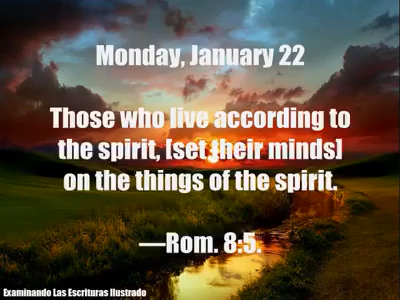 Monday, January 22
Those who live according to
the spirit, [set their minds]
on the things of the spirit.
—Rom. 8:5.
Examinando Las Escrituras Ilustrado